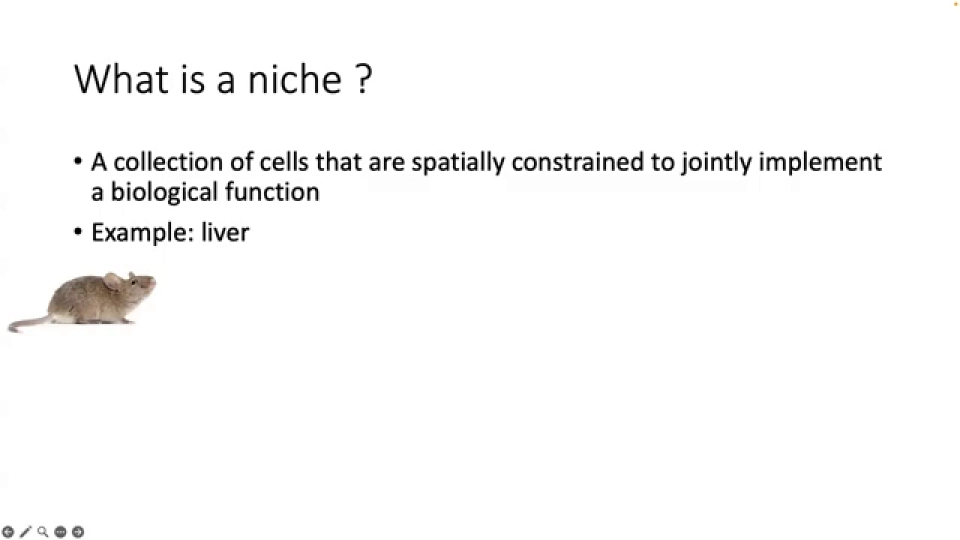 What is a niche ?
• A collection of cells that are spatially constrained to jointly implement
a biological function
• Example: liver